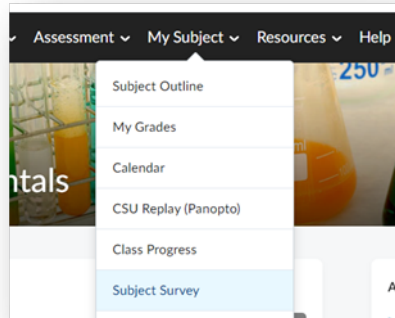 Assessment My Subject Resources Help
250
ml
ntals
Subject Outline
My Grades
Calendar
CSU Replay (Panopto)
Class Progress
Subject Survey
A